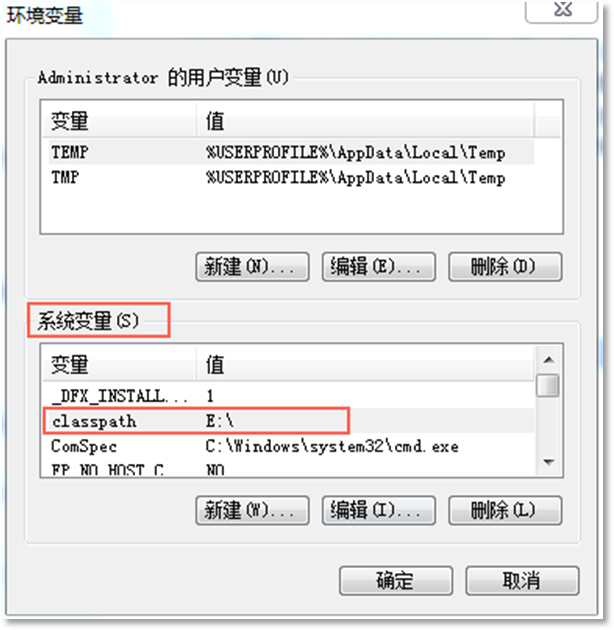 环境变量
Administrator 的用户变量(U)
变量 值
TEMP %USERPROFILE%\AppData\Local\Temp
TMP %USERPROFILE%\AppData\Local\Temp
新建(N)... 编辑(E)... 删除(D)
系统变量(S)
变量 值
_DFX_INSTALL... 1
classpath E:\
ComSpec C:\Windows\system32\cmd.exe
FP_NO_HOST_C... NO
新建(W)... 编辑(I)... 删除(L)
确定 取消